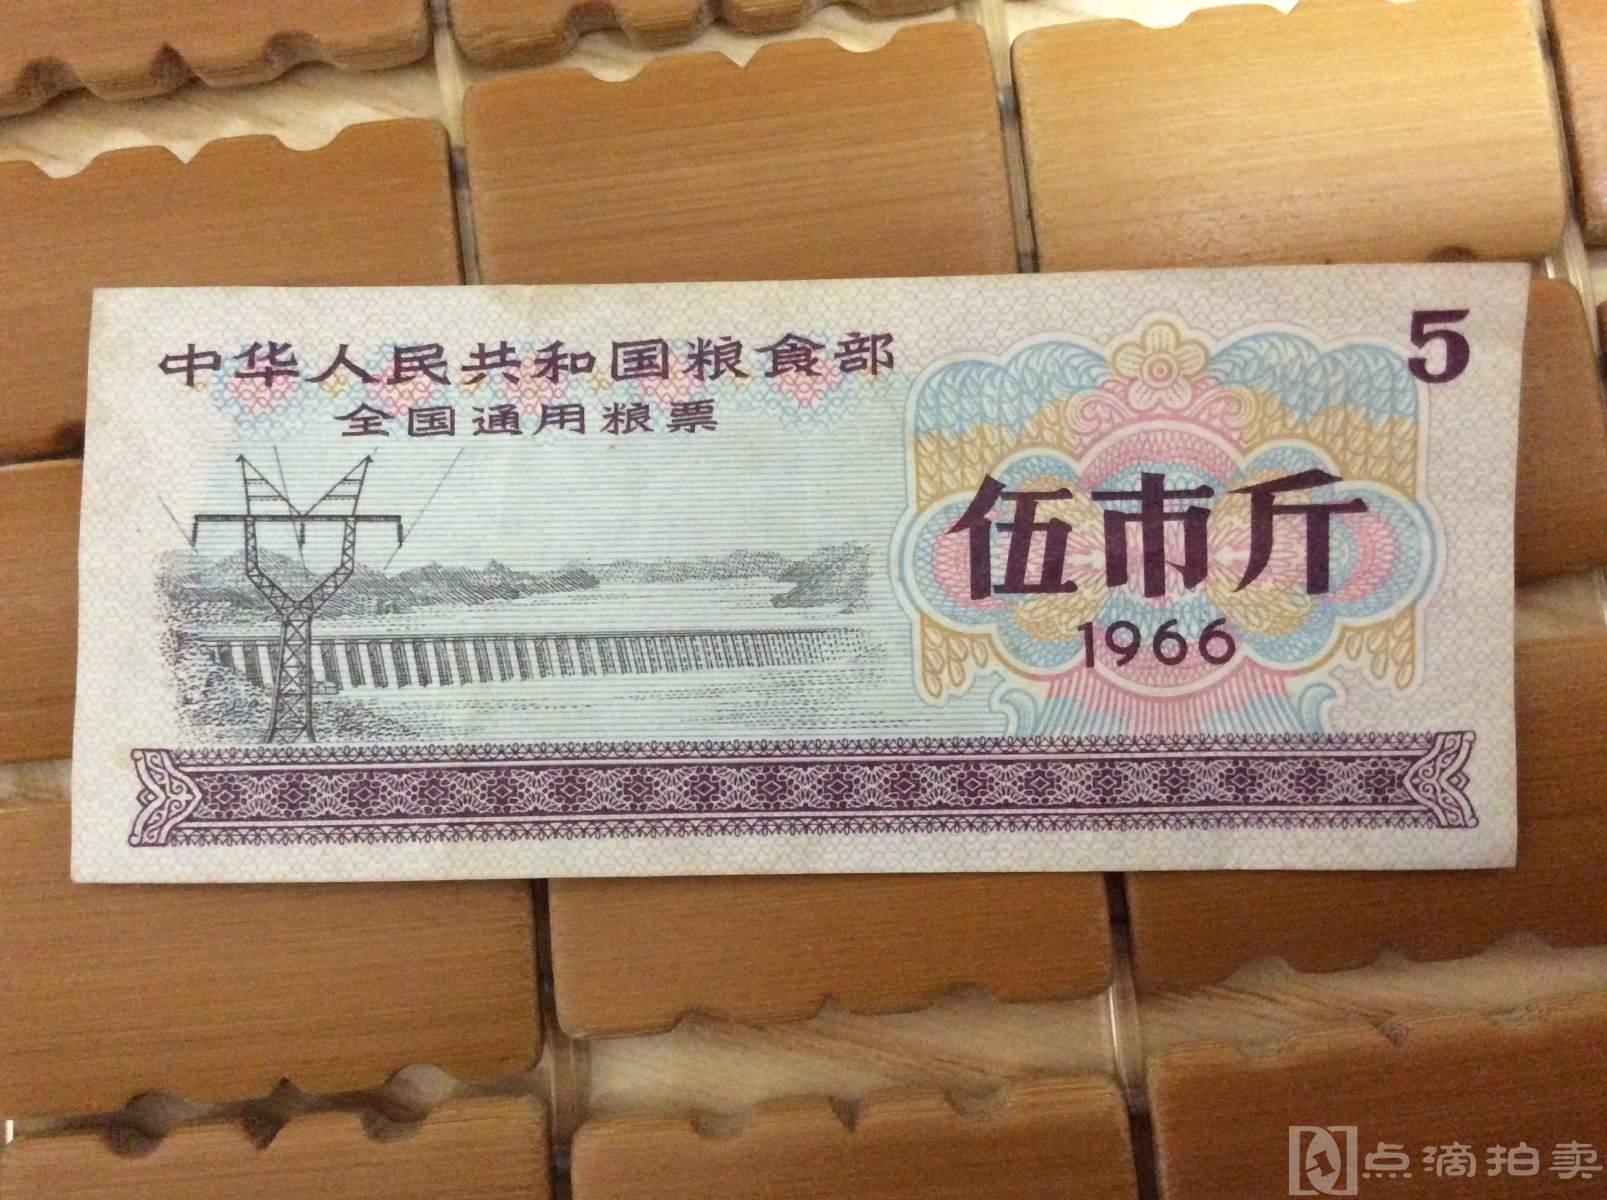 中华人民共和国粮食部
全国通用粮票
5
伍市斤
1966
点滴拍卖